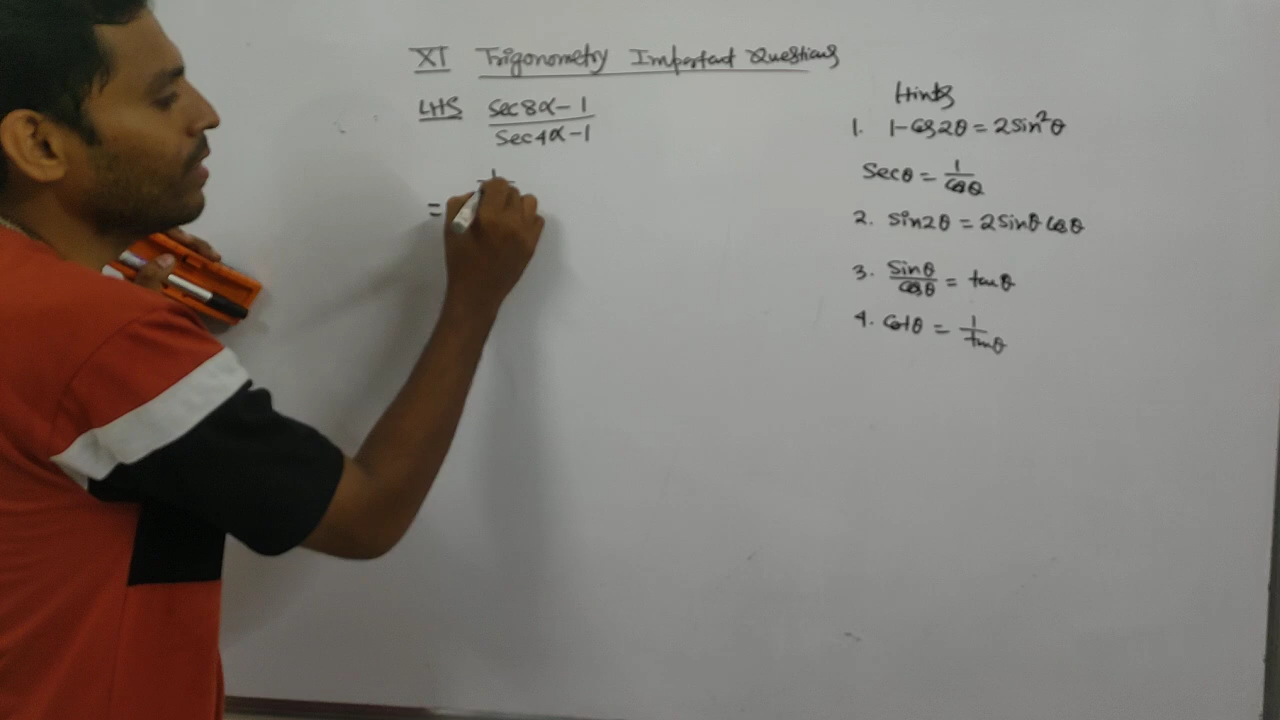 XI Trigonometry Important Questions
LHS sec8α-1
sec4α-1
= 1
Hints
1. 1-cos2θ = 2sin²θ
secθ = 1/cosθ
2. sin2θ = 2sinθ cosθ
3. sinθ/cosθ = tanθ
4. cotθ = 1/tanθ